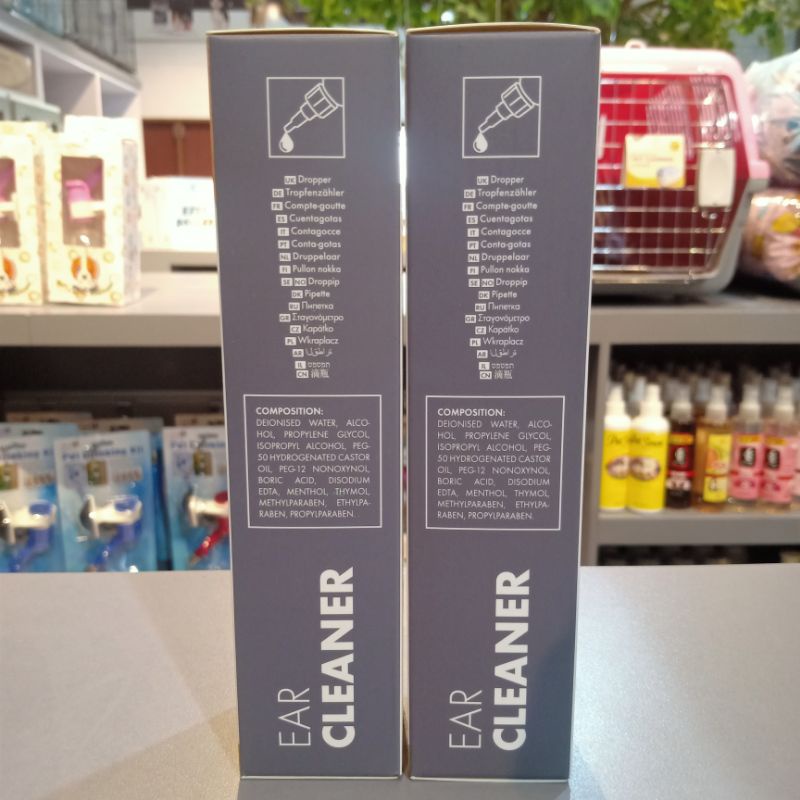 UK Dropper
DE Tropfenzähler
FR Compte-goutte
ES Cuentagotas
IT Contagocce
PT Conta-gotas
NL Druppelaar
FI Pullon nokka
SE NO Droppip
DK Pipette
RU Пипетка
GR Σταγονόμετρο
CZ Kapátko
PL Wkraplacz
AR القطارة
IL
CN 滴瓶
COMPOSITION:
DEIONISED WATER, ALCO-
HOL, PROPYLENE GLYCOL,
ISOPROPYL ALCOHOL, PEG-
50 HYDROGENATED CASTOR
OIL, PEG-12 NONOXYNOL,
BORIC ACID, DISODIUM
EDTA, MENTHOL, THYMOL,
METHYLPARABEN, ETHYLPA-
RABEN, PROPYLPARABEN.
EAR
CLEANER
UK Dropper
DE Tropfenzähler
FR Compte-goutte
ES Cuentagotas
IT Contagocce
PT Conta-gotas
NL Druppelaar
FI Pullon nokka
SE NO Droppip
DK Pipette
RU Пипетка
GR Σταγονόμετρο
CZ Kapátko
PL Wkraplacz
AR القطارة
IL
CN 滴瓶
COMPOSITION:
DEIONISED WATER, ALCO-
HOL, PROPYLENE GLYCOL,
ISOPROPYL ALCOHOL, PEG-
50 HYDROGENATED CASTOR
OIL, PEG-12 NONOXYNOL,
BORIC ACID, DISODIUM
EDTA, MENTHOL, THYMOL,
METHYLPARABEN, ETHYLPA-
RABEN, PROPYLPARABEN.
EAR
CLEANER